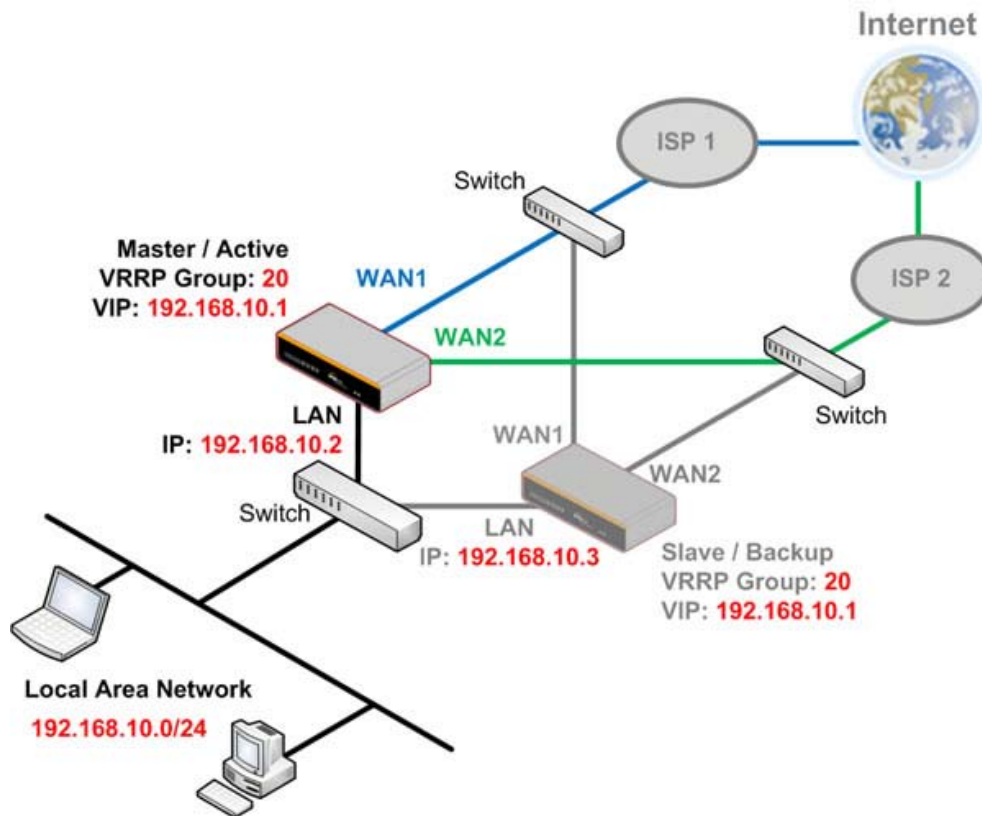 Internet
ISP 1
Switch
Master / Active
VRRP Group: 20
VIP: 192.168.10.1
WAN1
ISP 2
WAN2
Switch
LAN
IP: 192.168.10.2
WAN1
WAN2
Switch
LAN
IP: 192.168.10.3
Slave / Backup
VRRP Group: 20
VIP: 192.168.10.1
Local Area Network
192.168.10.0/24